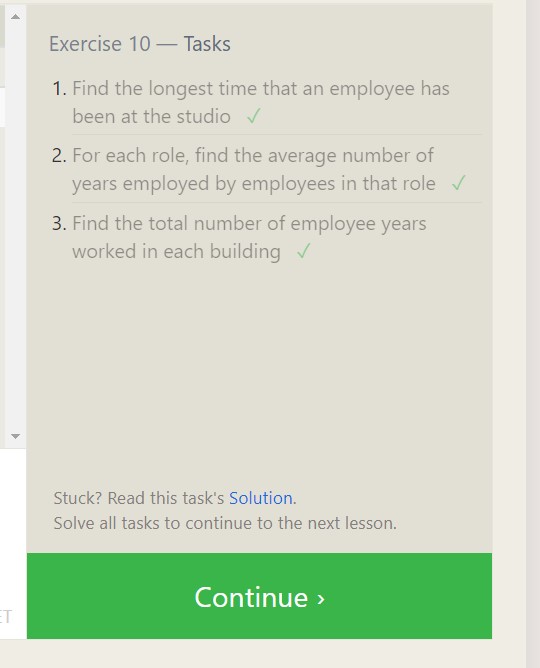 Exercise 10 — Tasks
1. Find the longest time that an employee has
been at the studio ✓
2. For each role, find the average number of
years employed by employees in that role ✓
3. Find the total number of employee years
worked in each building ✓
Stuck? Read this task's Solution.
Solve all tasks to continue to the next lesson.
Continue ›